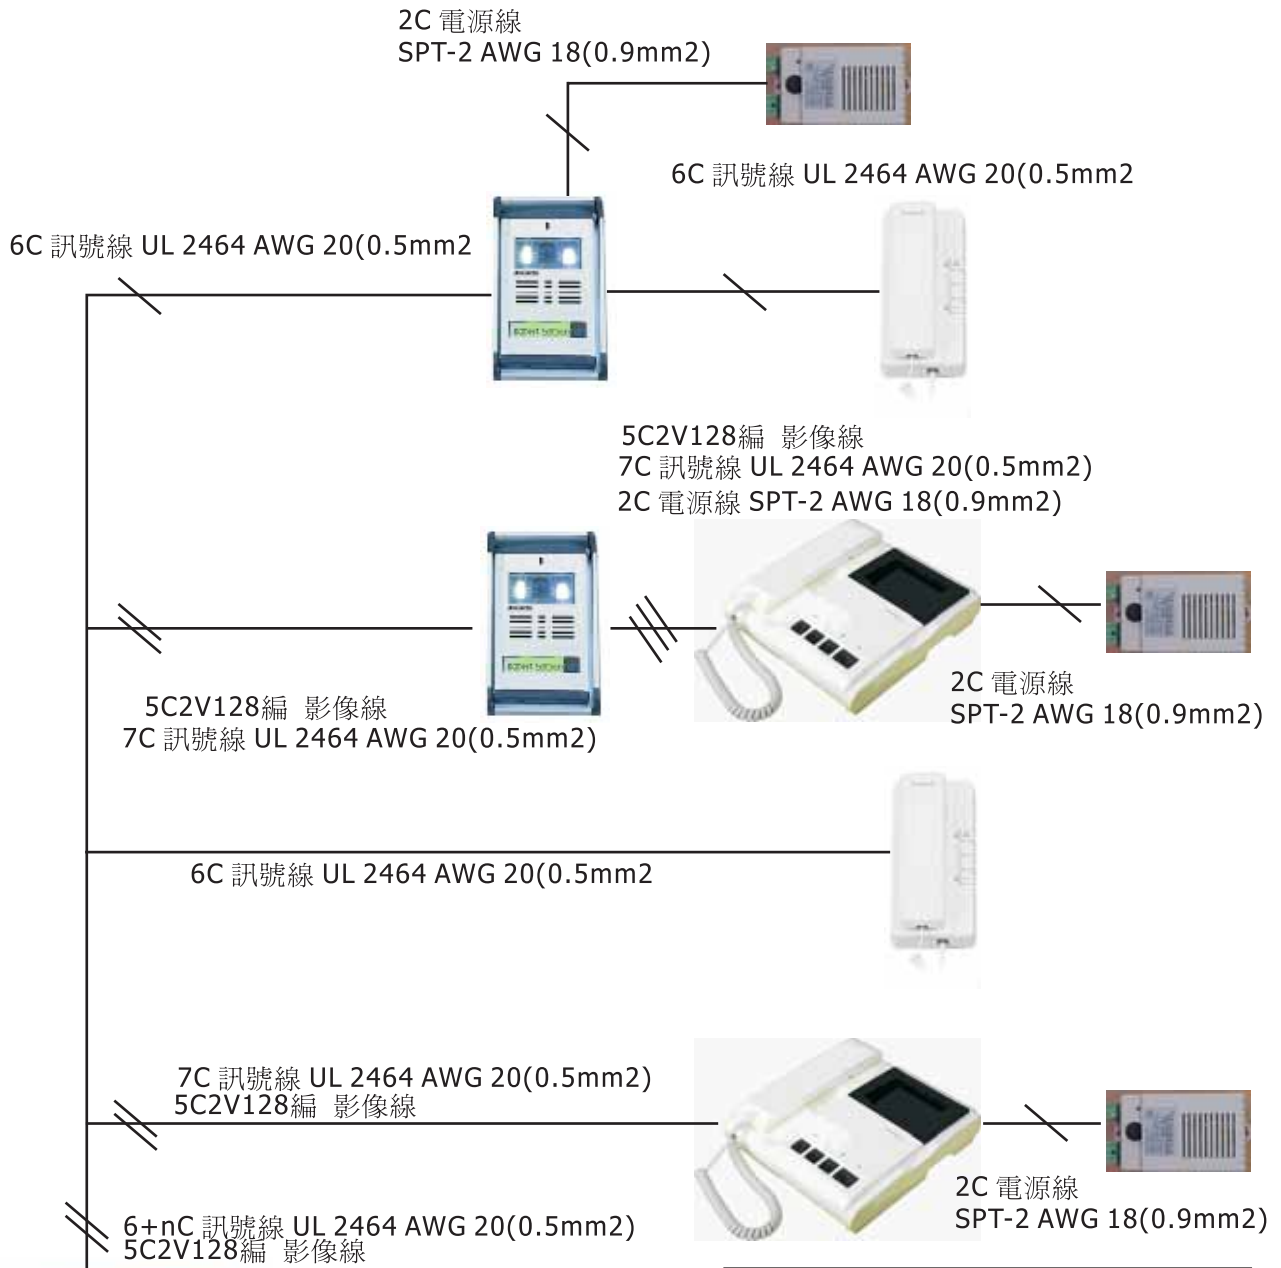 2C 電源線
SPT-2 AWG 18(0.9mm2)
6C 訊號線 UL 2464 AWG 20(0.5mm2
6C 訊號線 UL 2464 AWG 20(0.5mm2
5C2V128編 影像線
7C 訊號線 UL 2464 AWG 20(0.5mm2)
2C 電源線 SPT-2 AWG 18(0.9mm2)
2C 電源線
SPT-2 AWG 18(0.9mm2)
5C2V128編 影像線
7C 訊號線 UL 2464 AWG 20(0.5mm2)
6C 訊號線 UL 2464 AWG 20(0.5mm2
7C 訊號線 UL 2464 AWG 20(0.5mm2)
5C2V128編 影像線
2C 電源線
SPT-2 AWG 18(0.9mm2)
6+nC 訊號線 UL 2464 AWG 20(0.5mm2)
5C2V128編 影像線